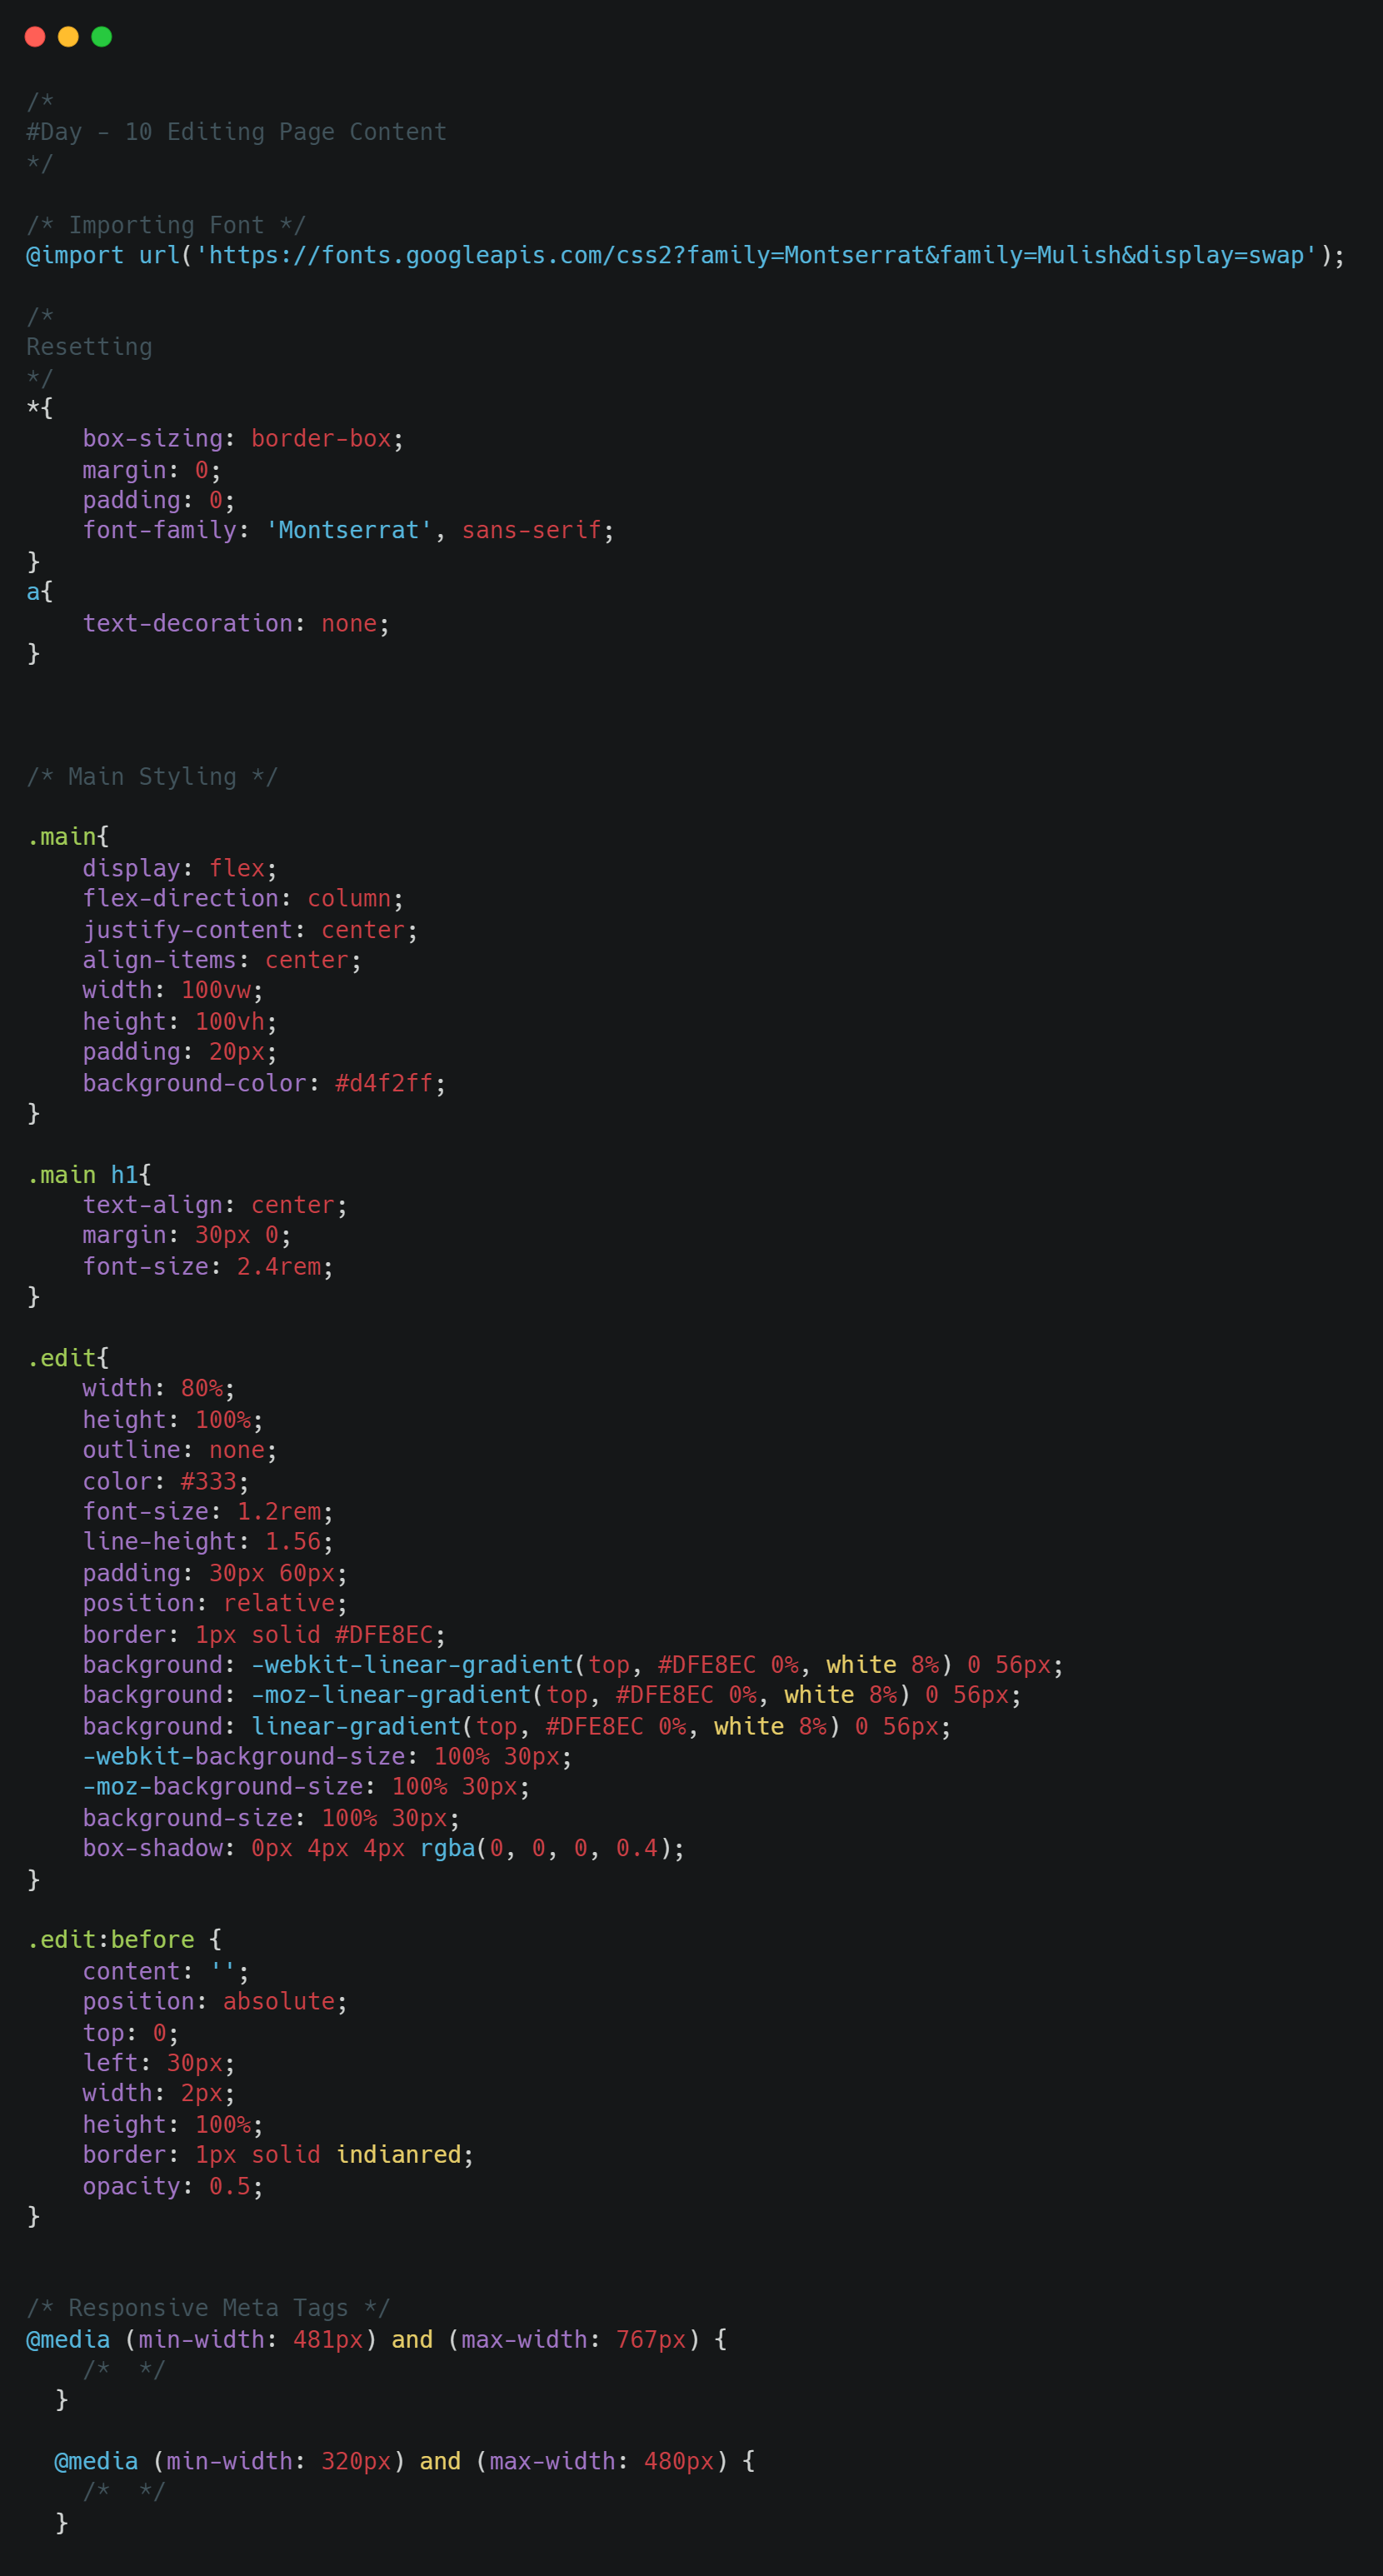 /*
#Day - 10 Editing Page Content
*/

/* Importing Font */
@import url('https://fonts.googleapis.com/css2?family=Montserrat&family=Mulish&display=swap');

/*
Resetting
*/
*{
    box-sizing: border-box;
    margin: 0;
    padding: 0;
    font-family: 'Montserrat', sans-serif;
}
a{
    text-decoration: none;
}



/* Main Styling */

.main{
    display: flex;
    flex-direction: column;
    justify-content: center;
    align-items: center;
    width: 100vw;
    height: 100vh;
    padding: 20px;
    background-color: #d4f2ff;
}

.main h1{
    text-align: center;
    margin: 30px 0;
    font-size: 2.4rem;
}

.edit{
    width: 80%;
    height: 100%;
    outline: none;
    color: #333;
    font-size: 1.2rem;
    line-height: 1.56;
    padding: 30px 60px;
    position: relative;
    border: 1px solid #DFE8EC;
    background: -webkit-linear-gradient(top, #DFE8EC 0%, white 8%) 0 56px;
    background: -moz-linear-gradient(top, #DFE8EC 0%, white 8%) 0 56px;
    background: linear-gradient(top, #DFE8EC 0%, white 8%) 0 56px;
    -webkit-background-size: 100% 30px;
    -moz-background-size: 100% 30px;
    background-size: 100% 30px;
    box-shadow: 0px 4px 4px rgba(0, 0, 0, 0.4);
}

.edit:before {
    content: '';
    position: absolute;
    top: 0;
    left: 30px;
    width: 2px;
    height: 100%;
    border: 1px solid indianred;
    opacity: 0.5;
}


/* Responsive Meta Tags */
@media (min-width: 481px) and (max-width: 767px) {
    /*  */
  }

  @media (min-width: 320px) and (max-width: 480px) {
    /*  */
  }